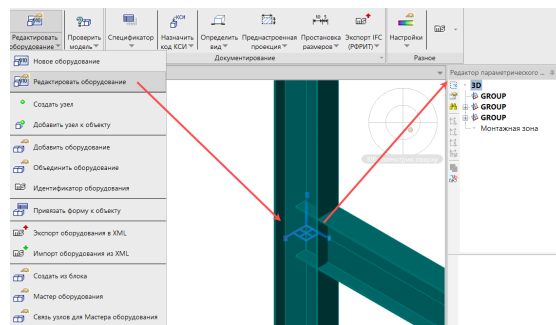 Редактировать Проверить Спецификатор Назначить Определить Преднастроенная Простановка Экспорт IFC Настройки
оборудование модель код КСИ вид проекция размеров (РФРИТ)
Документирование Разное
Новое оборудование
Редактировать оборудование
Создать узел
Добавить узел к объекту
Добавить оборудование
Объединить оборудование
Идентификатор оборудования
Привязать форму к объекту
Экспорт оборудования в XML
Импорт оборудования из XML
Создать из блока
Мастер оборудования
Связь узлов для Мастера оборудования
Редактор параметрического ...
3D
GROUP
GROUP
GROUP
Монтажная зона